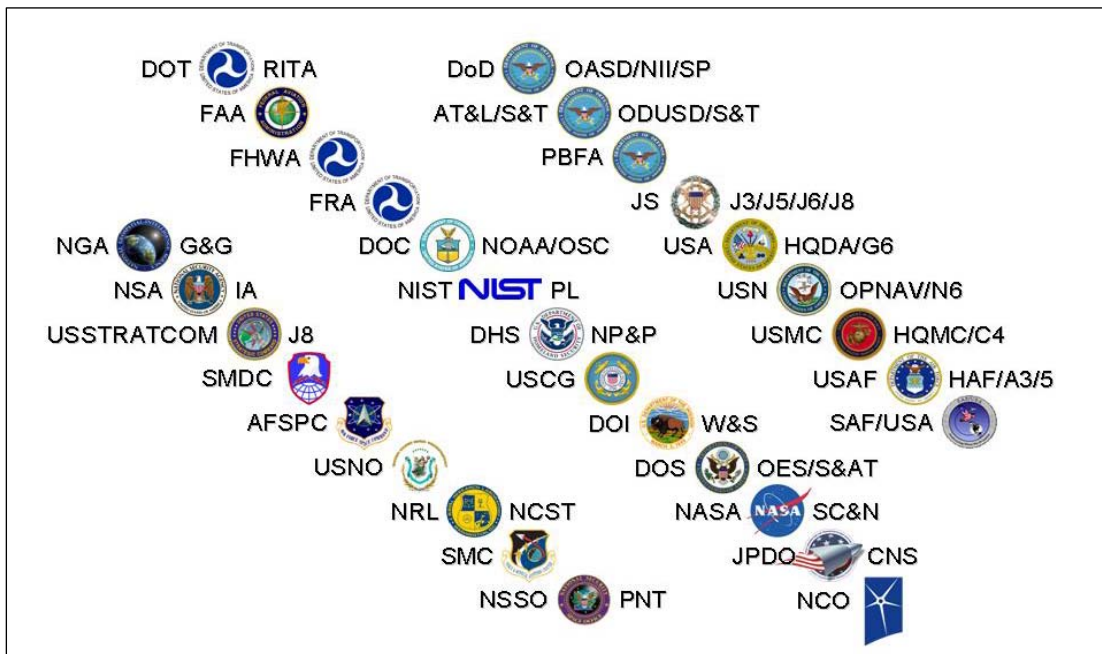 DOT RITA
DoD OASD/NII/SP
FAA
AT&L/S&T ODUSD/S&T
FHWA
PBFA
FRA
JS J3/J5/J6/J8
NGA G&G
DOC NOAA/OSC
USA HQDA/G6
NSA IA
NIST NIST PL
USN OPNAV/N6
USSTRATCOM J8
DHS NP&P
USMC HQMC/C4
SMDC
USCG
USAF HAF/A3/5
AFSPC
DOI W&S
SAF/USA
USNO
DOS OES/S&AT
NRL NCST
NASA NASA SC&N
SMC
JPDO CNS
NSSO PNT
NCO